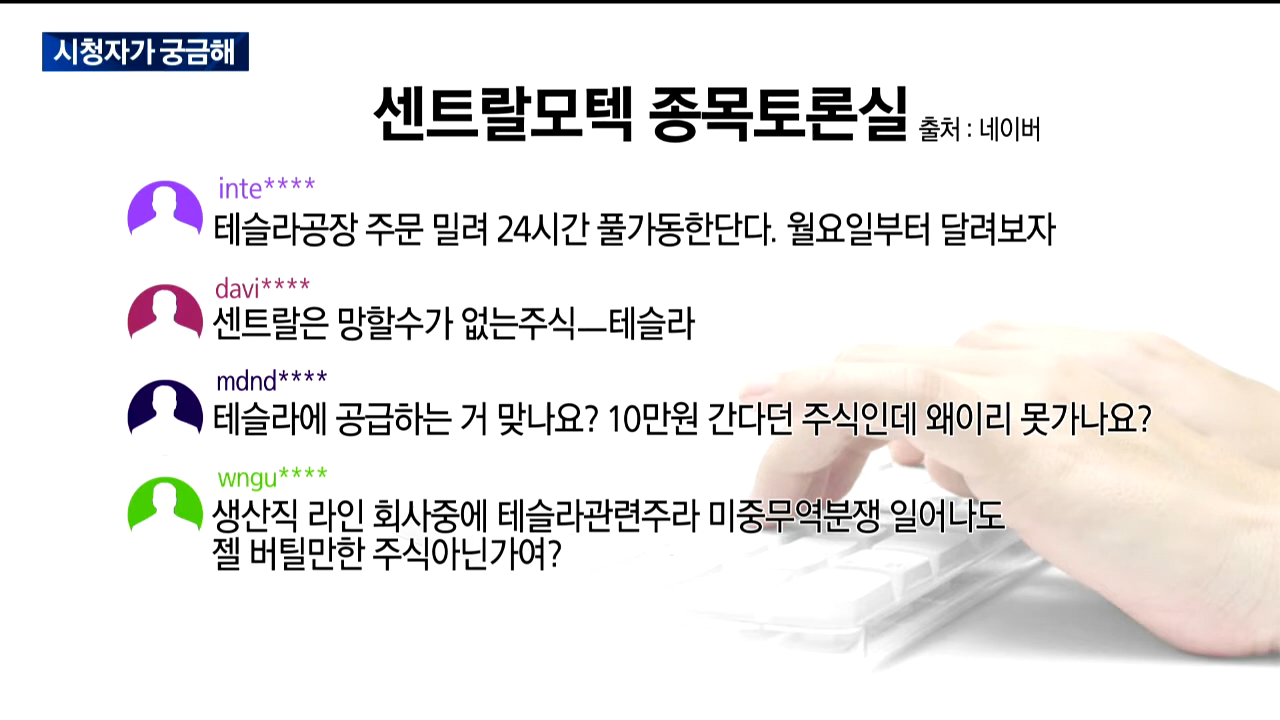 시청자가 궁금해
센트랄모텍 종목토론실 출처 : 네이버
inte****
테슬라공장 주문 밀려 24시간 풀가동한단다. 월요일부터 달려보자
davi****
센트랄은 망할수가 없는주식ㅡ테슬라
mdnd****
테슬라에 공급하는 거 맞나요? 10만원 간다던 주식인데 왜이리 못가나요?
wngu****
생산직 라인 회사중에 테슬라관련주라 미중무역분쟁 일어나도
젤 버틸만한 주식아닌가여?